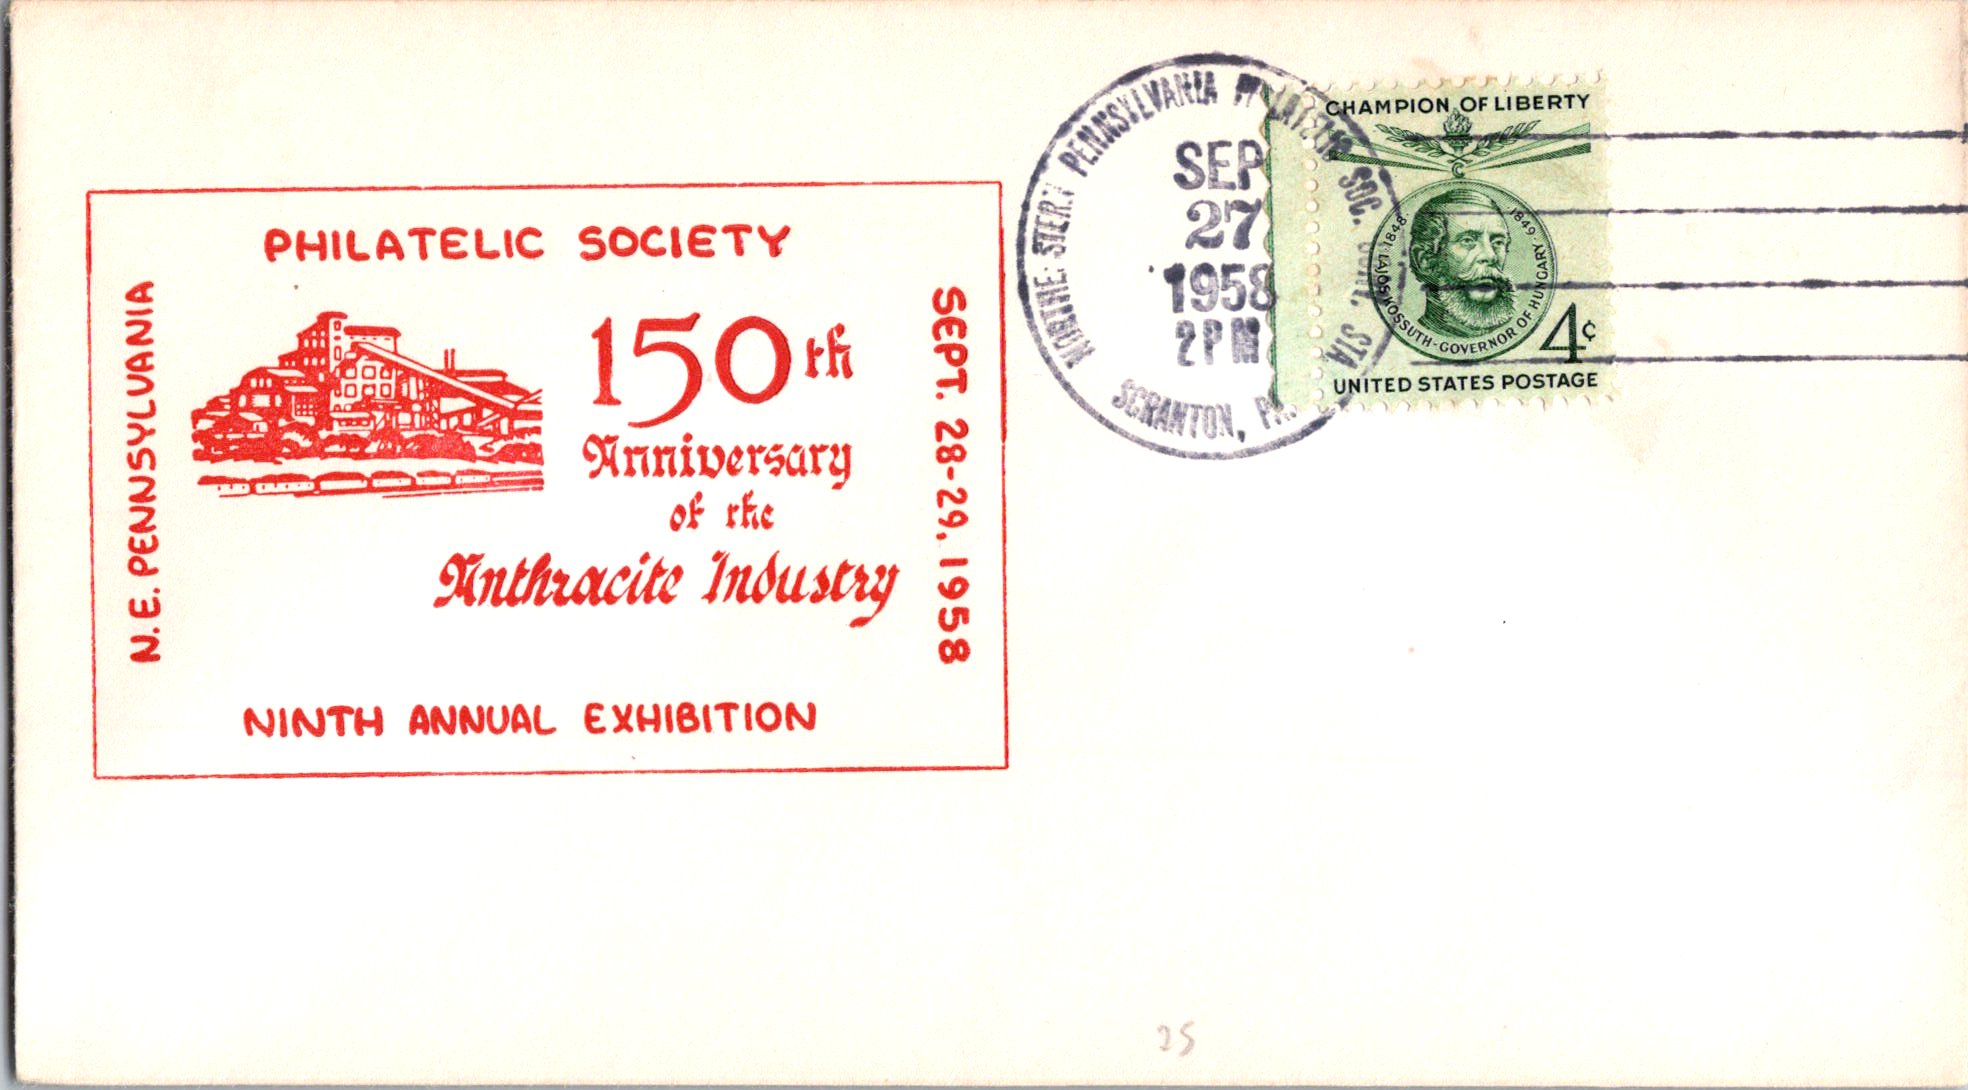 PHILATELIC SOCIETY
N.E. PENNSYLVANIA
150th
Anniversary
of the
Anthracite Industry
SEPT. 28-29, 1958
NINTH ANNUAL EXHIBITION
PENNSYLVANIA SOC. STA
SEP
27
1958
2 PM
SCRANTON, PA
CHAMPION OF LIBERTY
1848 1849
LAJOS KOSSUTH-GOVERNOR OF HUNGARY
4¢
UNITED STATES POSTAGE
25